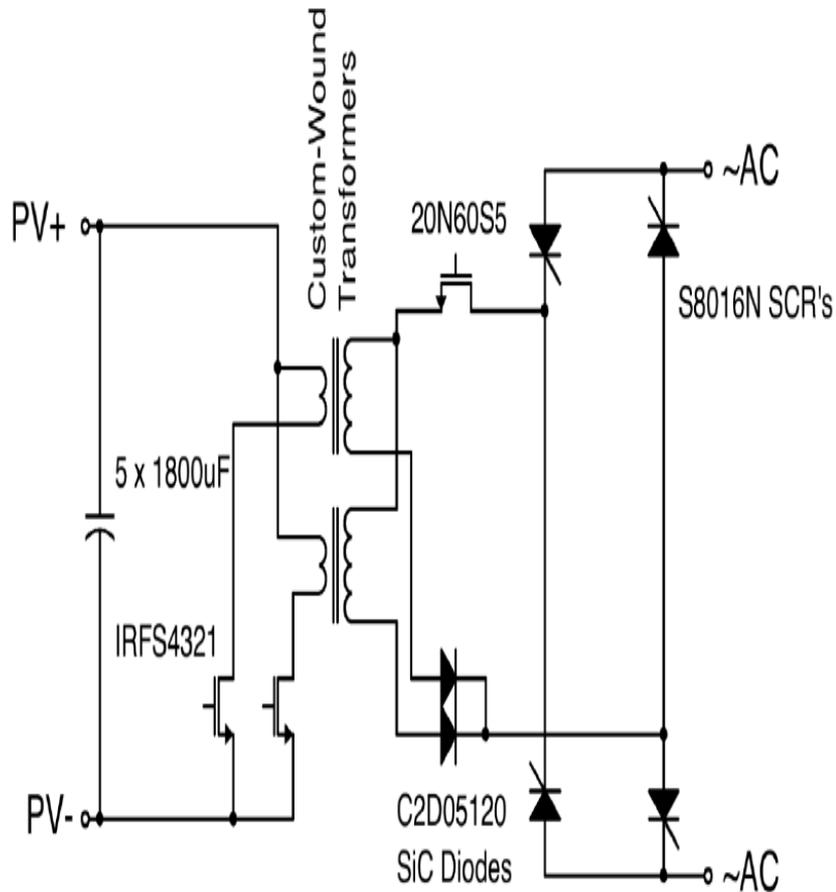 Custom-Wound
Transformers
~AC
PV+
20N60S5
S8016N SCR's
5 x 1800uF
IRFS4321
PV-
C2D05120
SiC Diodes
~AC